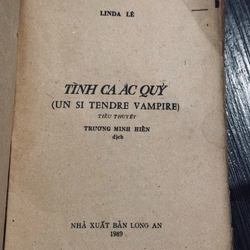 LINDA LÊ
TÌNH CA ÁC QUỶ
(UN SI TENDRE VAMPIRE)
TIỂU THUYẾT
TRƯƠNG MINH HIỀN
dịch
NHÀ XUẤT BẢN LONG AN
1989